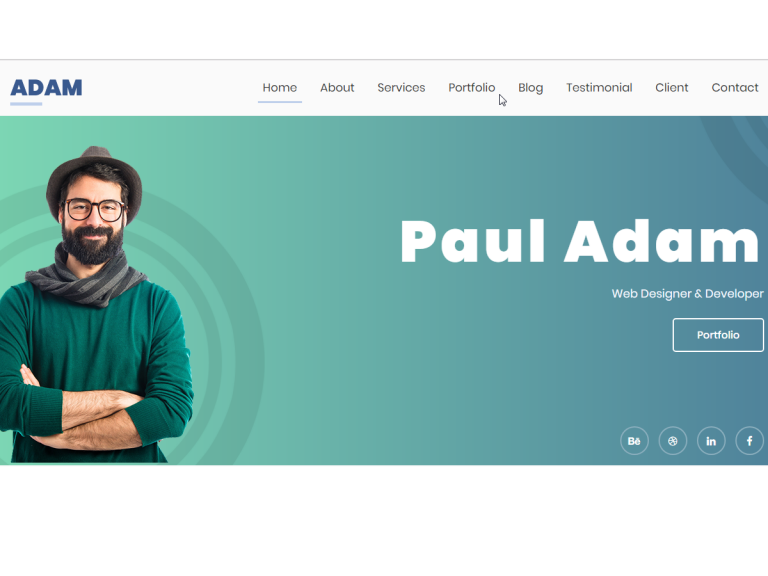 ADAM
Home About Services Portfolio Blog Testimonial Client Contact
Paul Adam
Web Designer & Developer
Portfolio
Bē in f